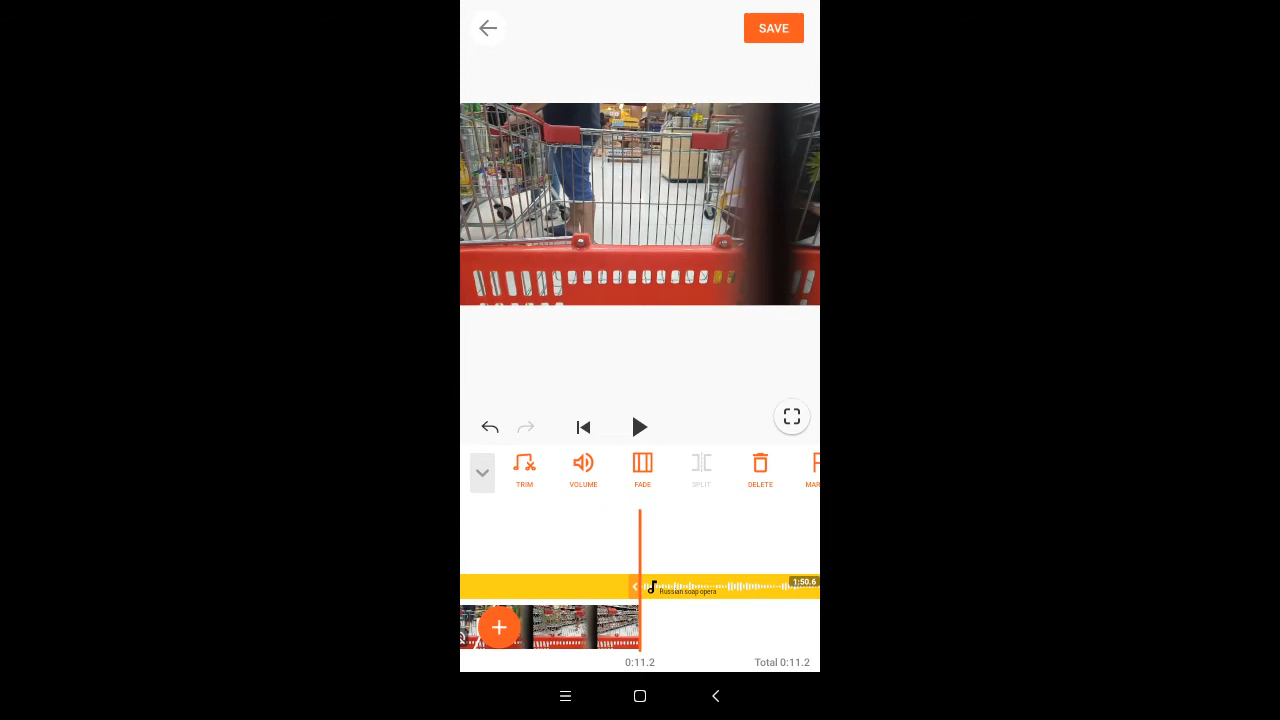 SAVE
TRIM
VOLUME
FADE
SPLIT
DELETE
MAR
1:50.6
Russian soap opera
0:11.2
Total 0:11.2